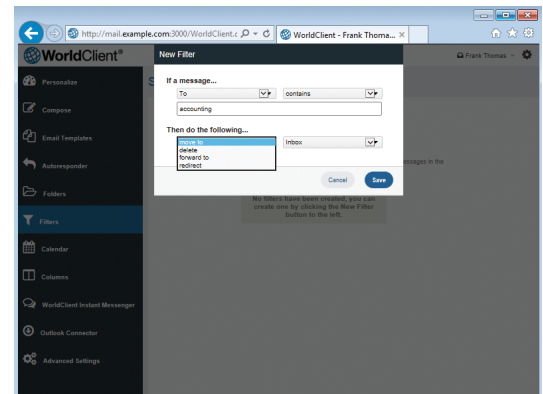 http://mail.example.com:3000/WorldClient.c
WorldClient - Frank Thoma...
WorldClient®
New Filter
Frank Thomas
Personalize
Compose
Email Templates
Autoresponder
Folders
Filters
Calendar
Columns
WorldClient Instant Messenger
Outlook Connector
Advanced Settings
S
If a message...
To
contains
accounting
Then do the following...
move to
delete
forward to
redirect
Inbox
Cancel
Save
essages in the
No filters have been created, you can
create one by clicking the New Filter
button to the left.